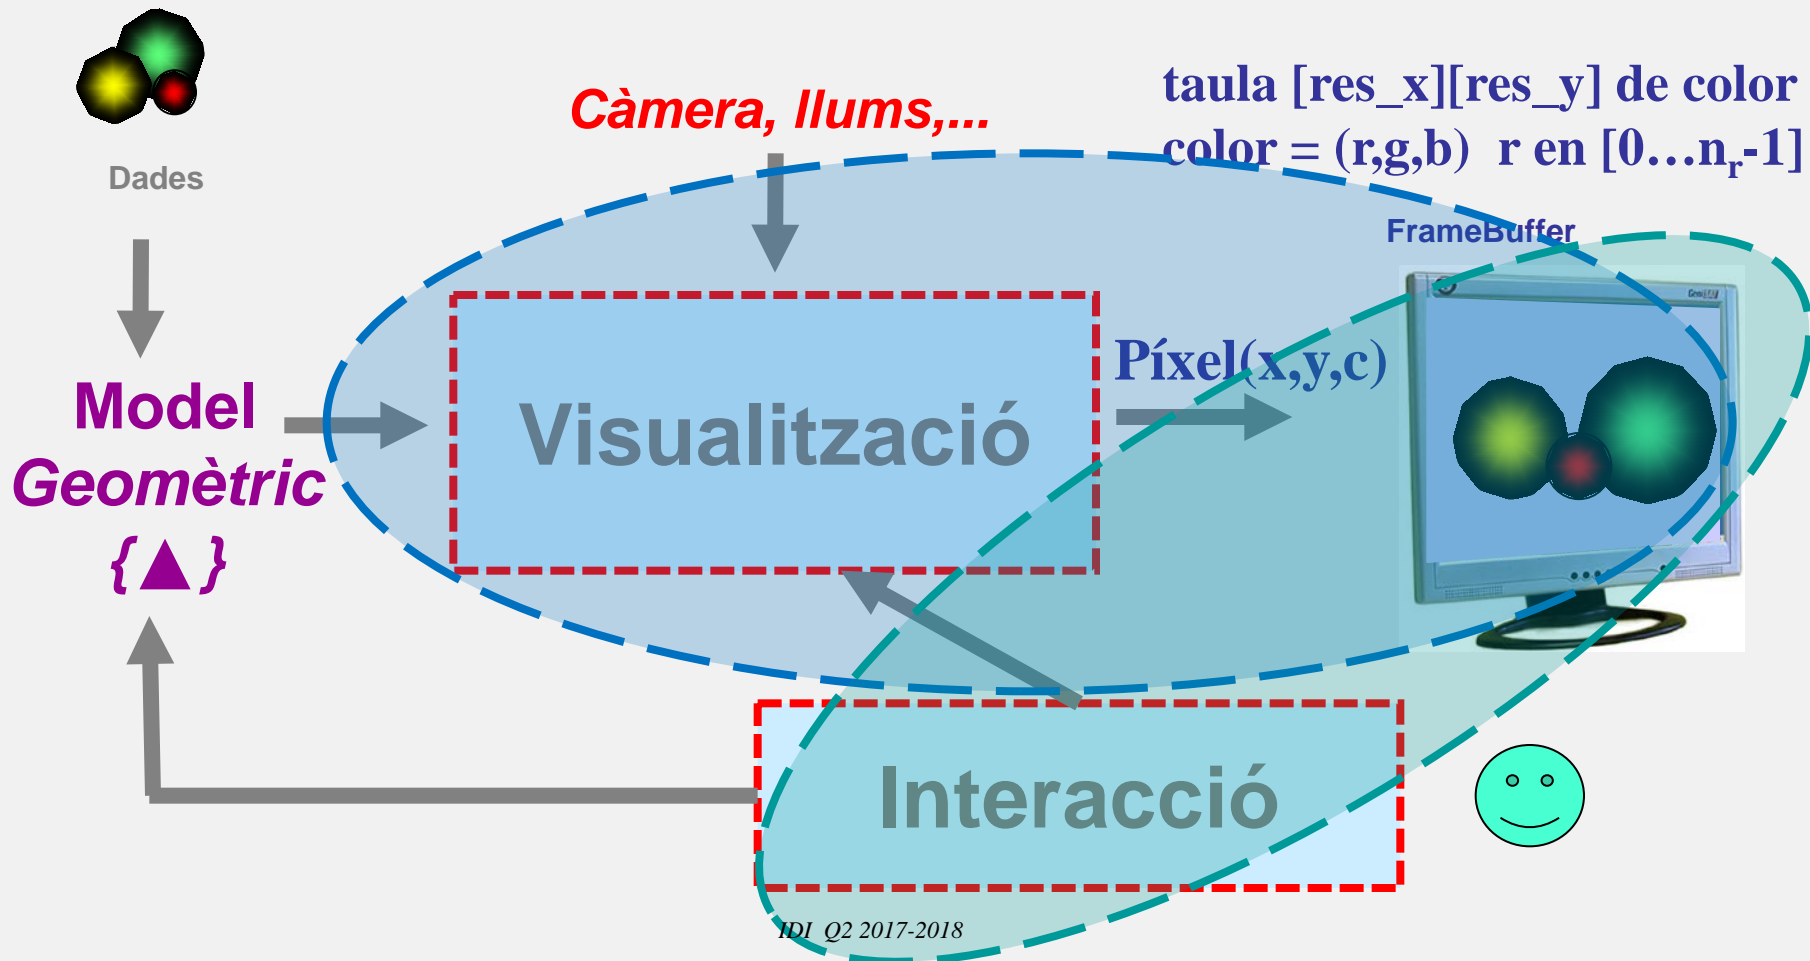 Càmera, llums,...
taula [res_x][res_y] de color
color = (r,g,b)  r en [0…nr-1]
Dades
FrameBuffer
Model
Geomètric
{▲}
Visualització
Píxel(x,y,c)
Interacció
IDI Q2 2017-2018